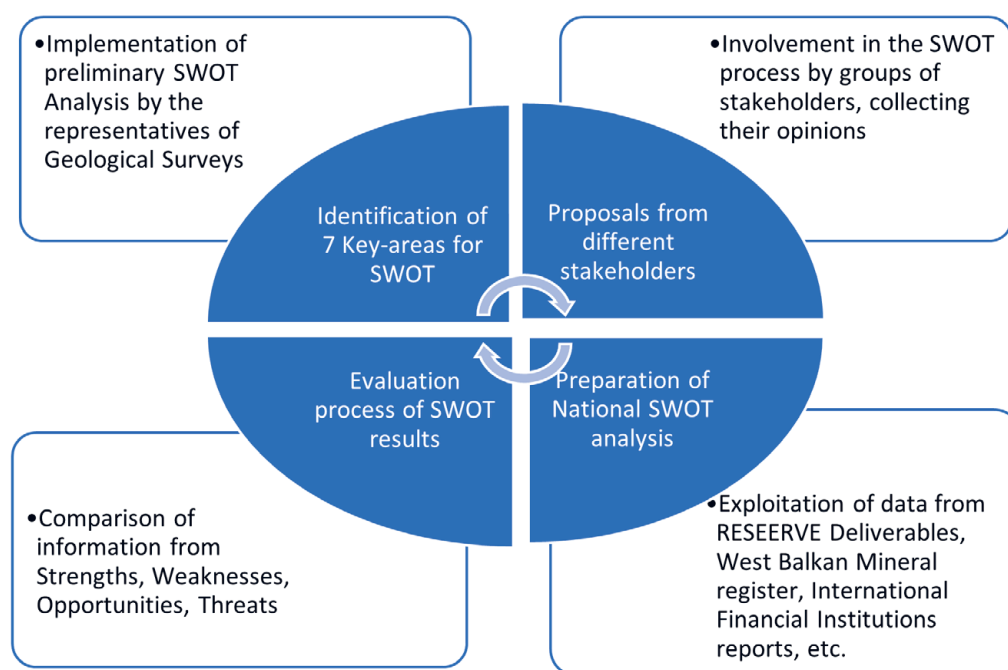 •Implementation of
preliminary SWOT
Analysis by the
representatives of
Geological Surveys
•Involvement in the SWOT
process by groups of
stakeholders, collecting
their opinions
Identification of
7 Key-areas for
SWOT
Proposals from
different
stakeholders
Evaluation
process of SWOT
results
Preparation of
National SWOT
analysis
•Comparison of
information from
Strengths, Weaknesses,
Opportunities, Threats
•Exploitation of data from
RESEERVE Deliverables,
West Balkan Mineral
register, International
Financial Institutions
reports, etc.